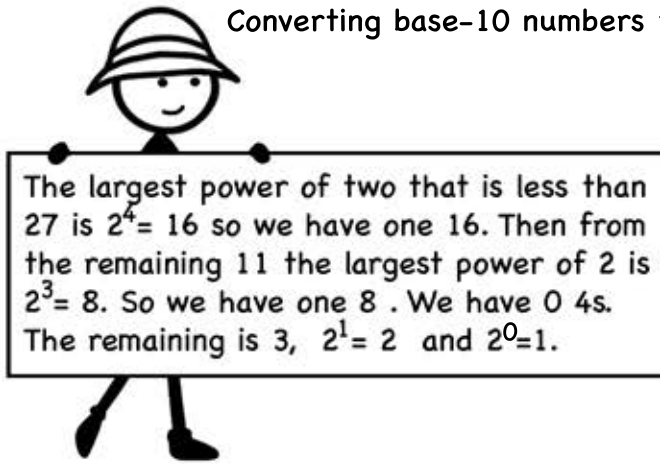 Converting base-10 numbers
The largest power of two that is less than
27 is 2⁴= 16 so we have one 16. Then from
the remaining 11 the largest power of 2 is
2³= 8. So we have one 8 . We have 0 4s.
The remaining is 3, 2¹= 2 and 2⁰=1.